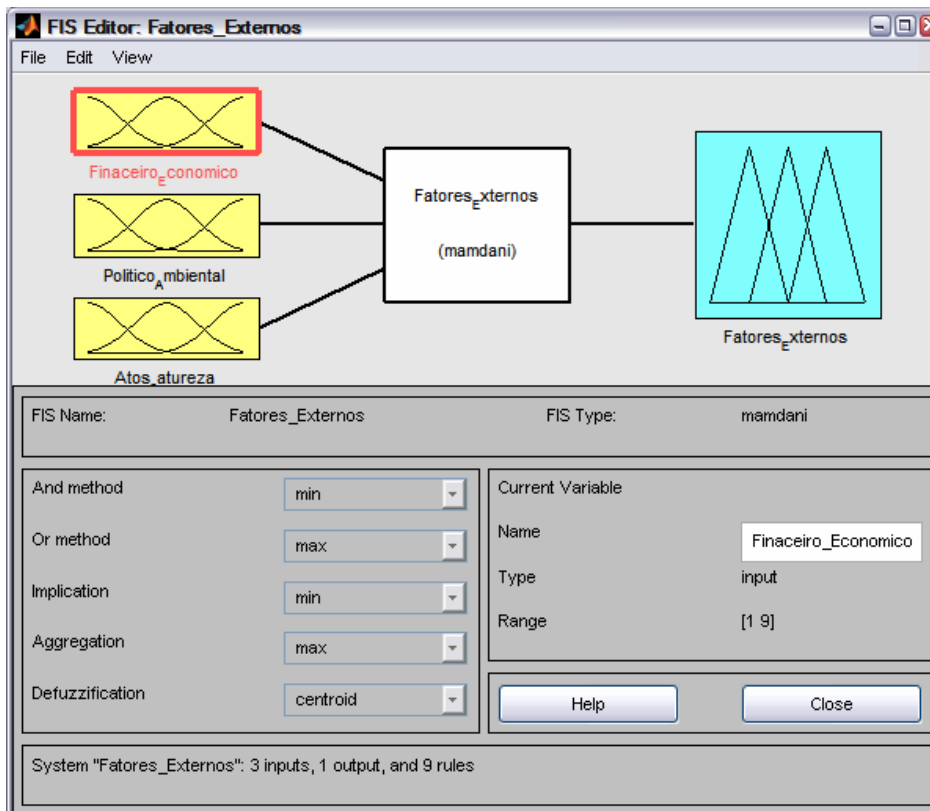 FIS Editor: Fatores_Externos
File Edit View
Finaceiro_Economico
Fatores_Externos
(mamdani)
Politico_Ambiental
Fatores_Externos
Atos_atureza
FIS Name: Fatores_Externos FIS Type: mamdani
And method min
Or method max
Implication min
Aggregation max
Defuzzification centroid
Current Variable
Name Finaceiro_Economico
Type input
Range [1 9]
Help Close
System "Fatores_Externos": 3 inputs, 1 output, and 9 rules